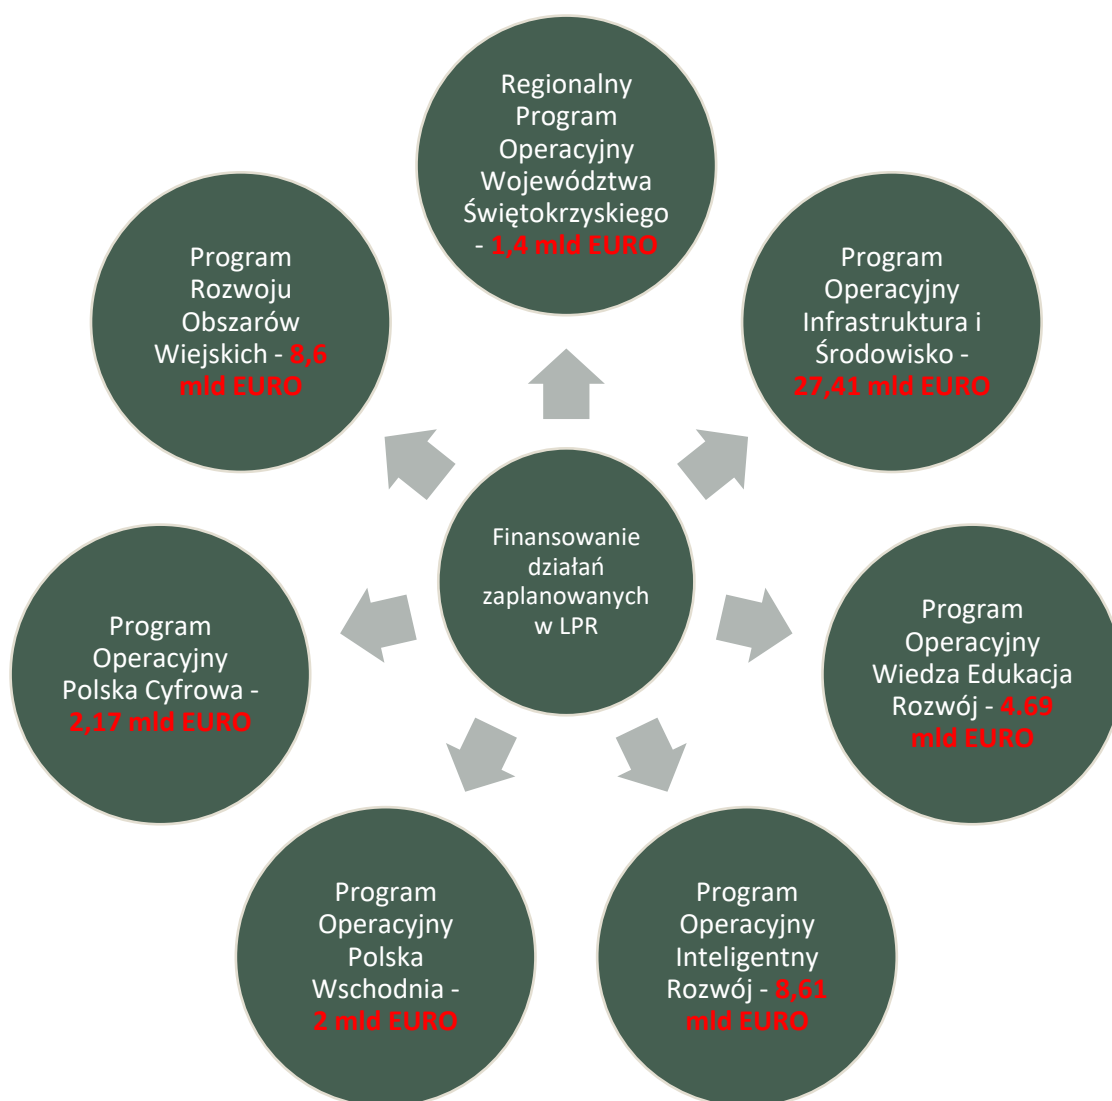 Regionalny
Program
Operacyjny
Województwa
Świętokrzyskiego
- 1,4 mld EURO
Program
Operacyjny
Infrastruktura i
Środowisko -
27,41 mld EURO
Program
Operacyjny
Wiedza Edukacja
Rozwój - 4.69
mld EURO
Program
Operacyjny
Inteligentny
Rozwój - 8,61
mld EURO
Program
Operacyjny
Polska
Wschodnia -
2 mld EURO
Program
Operacyjny
Polska Cyfrowa -
2,17 mld EURO
Program
Rozwoju
Obszarów
Wiejskich - 8,6
mld EURO
Finansowanie
działań
zaplanowanych
w LPR